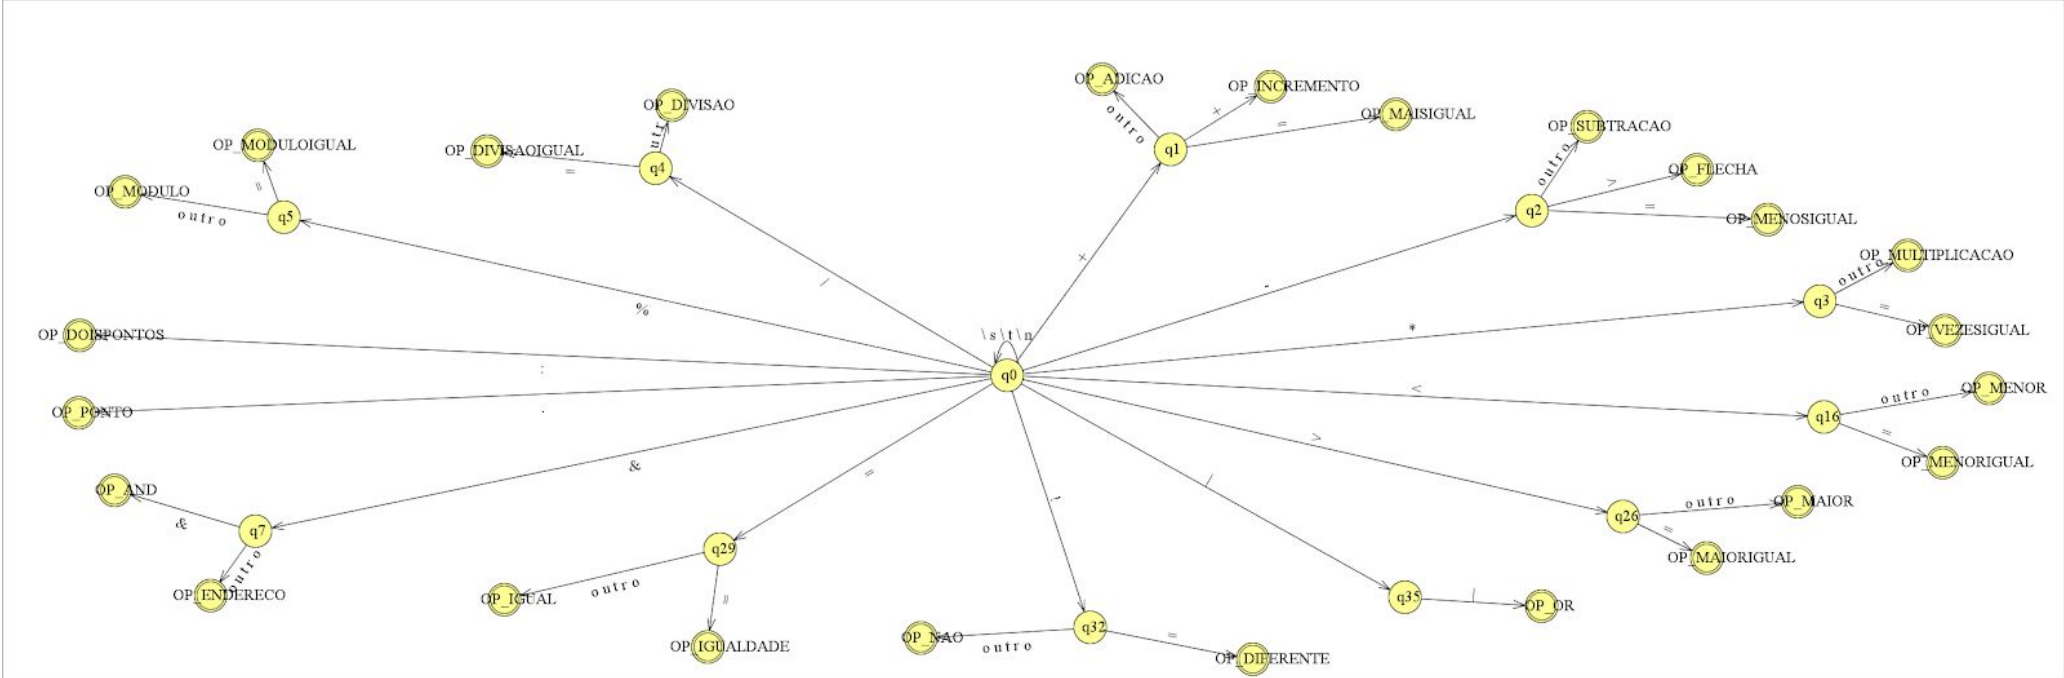 OP_ADICAO
OP_INCREMENTO
OP_MAISIGUAL
outro
+
=
q1
OP_DIVISAO
OP_DIVISAOIGUAL
outr
=
q4
OP_MODULOIGUAL
OP_MODULO
=
outro
q5
OP_SUBTRACAO
OP_FLECHA
OP_MENOSIGUAL
outro
>
=
q2
OP_MULTIPLICACAO
OP_VEZESIGUAL
outro
=
q3
+
/
-
%
*
\s\t\n
q0
OP_DOISPONTOS
:
OP_PONTO
.
<
q16
outro
OP_MENOR
=
OP_MENORIGUAL
>
q26
outro
OP_MAIOR
=
OP_MAIORIGUAL
&
q7
&
OP_AND
outro
OP_ENDERECO
=
q29
outro
OP_IGUAL
=
OP_IGUALDADE
!
q32
outro
OP_NAO
=
OP_DIFERENTE
|
q35
|
OP_OR